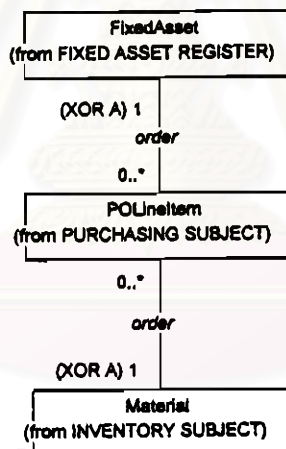 FixedAsset
(from FIXED ASSET REGISTER)
(XOR A) 1
order
0..*
POLineItem
(from PURCHASING SUBJECT)
0..*
order
(XOR A) 1
Material
(from INVENTORY SUBJECT)